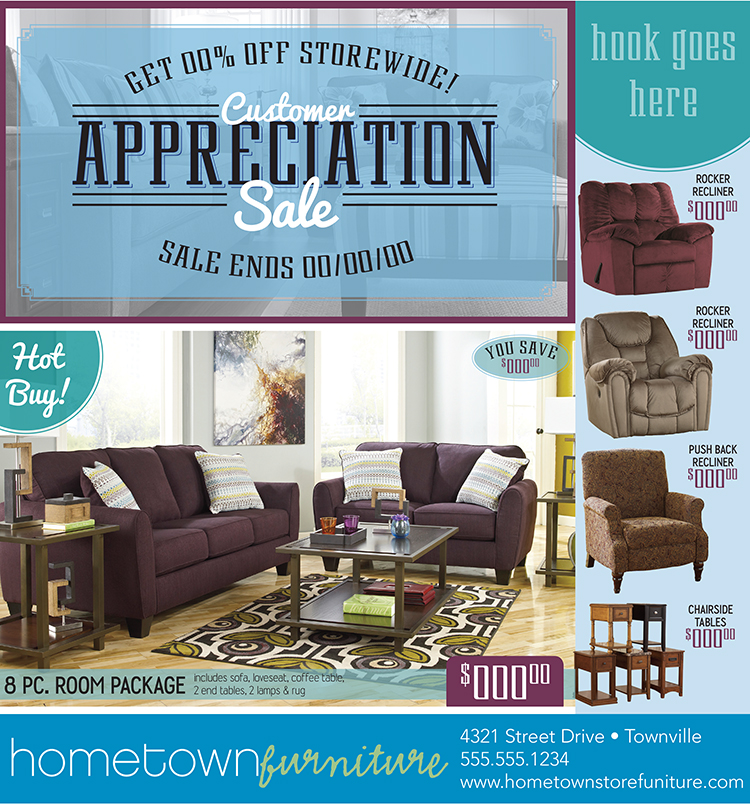 GET 00% OFF STOREWIDE!
Customer
APPRECIATION
Sale
SALE ENDS 00/00/00
hook goes
here
ROCKER
RECLINER
$00000
ROCKER
RECLINER
$00000
PUSH BACK
RECLINER
$00000
CHAIRSIDE
TABLES
$00000
Hot
Buy!
YOU SAVE
$00000
8 PC. ROOM PACKAGE
includes sofa, loveseat, coffee table,
2 end tables, 2 lamps & rug
$00000
hometownfurniture
4321 Street Drive • Townville
555.555.1234
www.hometownstorefuniture.com